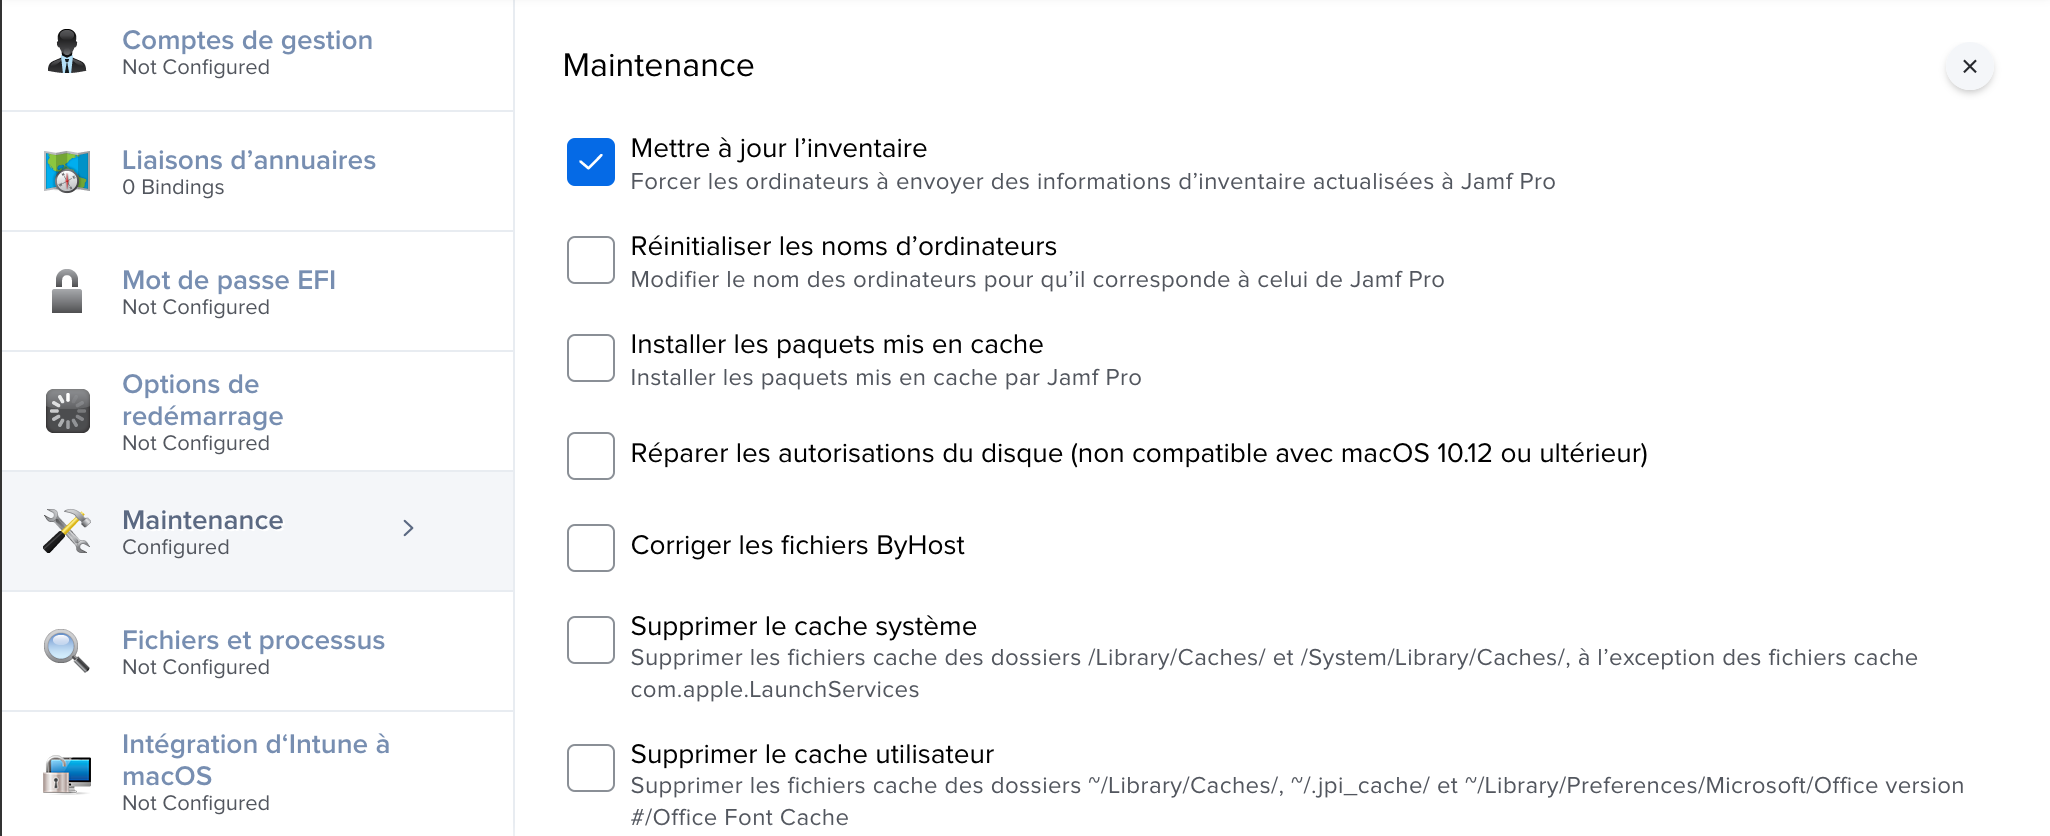 Comptes de gestion
Not Configured
Liaisons d’annuaires
0 Bindings
Mot de passe EFI
Not Configured
Options de
redémarrage
Not Configured
Maintenance
Configured
Fichiers et processus
Not Configured
Intégration d‘Intune à
macOS
Not Configured
Maintenance
Mettre à jour l’inventaire
Forcer les ordinateurs à envoyer des informations d’inventaire actualisées à Jamf Pro
Réinitialiser les noms d’ordinateurs
Modifier le nom des ordinateurs pour qu’il corresponde à celui de Jamf Pro
Installer les paquets mis en cache
Installer les paquets mis en cache par Jamf Pro
Réparer les autorisations du disque (non compatible avec macOS 10.12 ou ultérieur)
Corriger les fichiers ByHost
Supprimer le cache système
Supprimer les fichiers cache des dossiers /Library/Caches/ et /System/Library/Caches/, à l’exception des fichiers cache
com.apple.LaunchServices
Supprimer le cache utilisateur
Supprimer les fichiers cache des dossiers ~/Library/Caches/, ~/.jpi_cache/ et ~/Library/Preferences/Microsoft/Office version
#/Office Font Cache